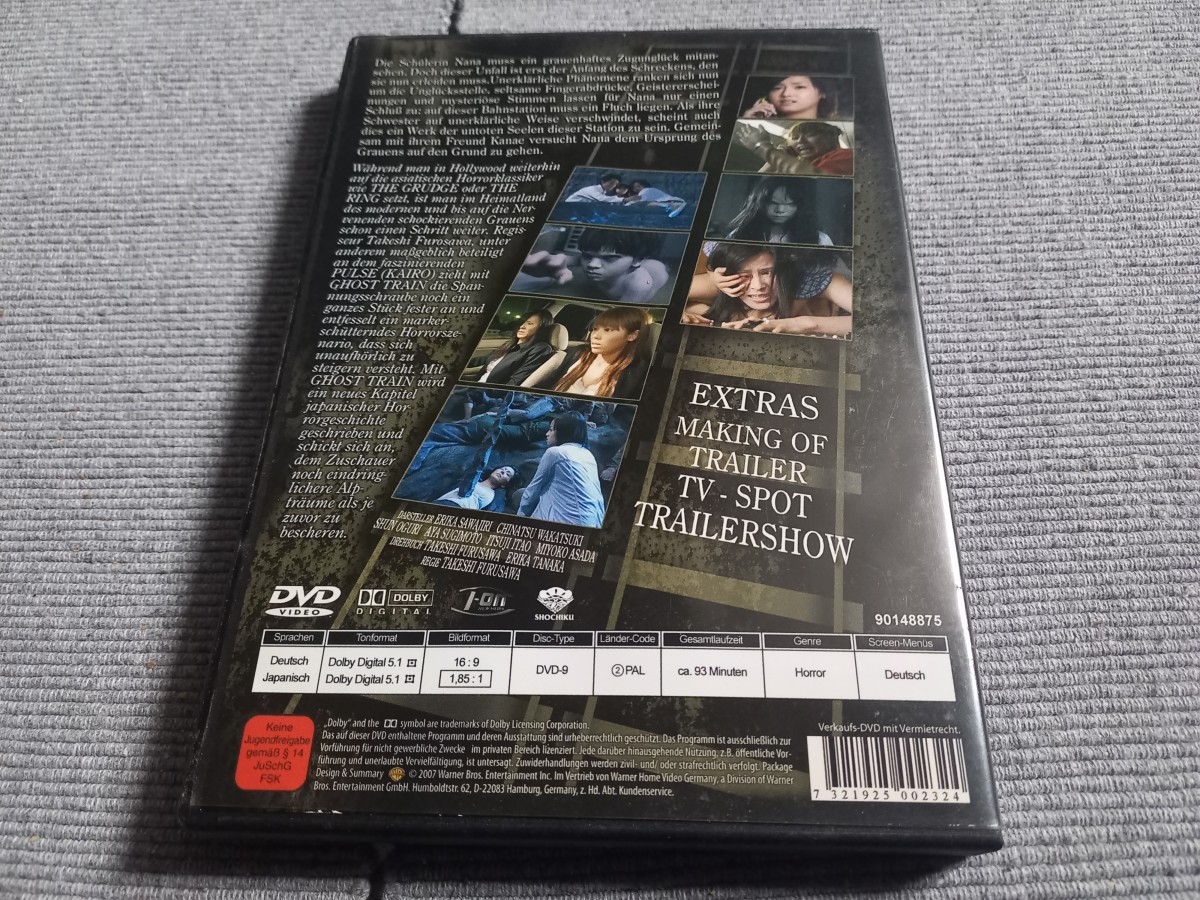 Die Schülerin Nana muss ein grauenhaftes Zugunglück mitan-
sehen. Doch dieser Unfall ist erst der Anfang des Schreckens, den
sie nun erleiden muss.Unerklärliche Phänomene ranken sich nun
um die Unglücksstelle, seltsame Fingerabdrücke, Geistererschei-
nungen und mysteriöse Stimmen lassen für Nana nur einen
Schluß zu: auf dieser Bahnstation muss ein Fluch liegen. Als ihre
Schwester auf unerklärliche Weise verschwindet, scheint auch
dies ein Werk der untoten Seelen dieser Station zu sein. Gemein-
sam mit ihrem Freund Kanae versucht Nana dem Ursprung des
Grauens auf den Grund zu gehen.
Während man in Hollywood weiterhin
auf die asiatischen Horrorklassiker
wie THE GRUDGE oder THE
RING setzt, ist man im Heimatland
des modernen und bis auf die Ner-
venenden schockierenden Grauens
schon einen Schritt weiter. Regis-
seur Takeshi Furosawa, unter
anderem maßgeblich beteiligt
an dem faszinierenden
PULSE (KAIRO) zieht mit
GHOST TRAIN die Span-
nungsschraube noch ein
ganzes Stück fester an und
entfesselt ein marker-
schütterndes Horrorsze-
nario, dass sich
unaufhörlich zu
steigern versteht. Mit
GHOST TRAIN wird
ein neues Kapitel
japanischer Hor
rorgeschichte
geschrieben und
schickt sich an,
dem Zuschauer
noch eindring-
lichere Alp-
träume als je
zuvor zu
bescheren.
EXTRAS
MAKING OF
TRAILER
TV - SPOT
TRAILERSHOW
DARSTELLER ERIKA SAWAJIRI CHINATSU WAKATSUKI
SHUN OGURI AYA SUGIMOTO ITSUJI ITAO MIYOKO ASADA
DREHBUCH TAKESHI FURUSAWA ERIKA TANAKA
REGIE TAKESHI FURUSAWA
DVD VIDEO
DOLBY DIGITAL
I-ON NEW MEDIA
SHOCHIKU
90148875
Sprachen Tonformat Bildformat Disc-Type Länder-Code Gesamtlaufzeit Genre Screen-Menüs
Deutsch Dolby Digital 5.1 16 : 9 DVD-9 2 PAL ca. 93 Minuten Horror Deutsch
Japanisch Dolby Digital 5.1 1,85 : 1
Keine
Jugendfreigabe
gemäß § 14
JuSchG
FSK
„Dolby" and the symbol are trademarks of Dolby Licensing Corporation.
Das auf dieser DVD enthaltene Programm und deren Ausstattung sind urheberrechtlich geschützt. Das Programm ist ausschließlich zur
Vorführung für nicht gewerbliche Zwecke im privaten Bereich lizenziert. Jede darüber hinausgehende Nutzung, z.B. öffentliche Vor-
führung und unerlaubte Vervielfältigung, ist untersagt. Zuwiderhandlungen werden zivil- und/ oder strafrechtlich verfolgt. Package
Design & Summary © 2007 Warner Bros. Entertainment Inc. Im Vertrieb von Warner Home Video Germany, a Division of Warner
Bros. Entertainment GmbH. Humboldtstr. 62, D-22083 Hamburg, Germany, z. Hd. Abt. Kundenservice.
Verkaufs-DVD mit Vermietrecht.
7 321925 002324